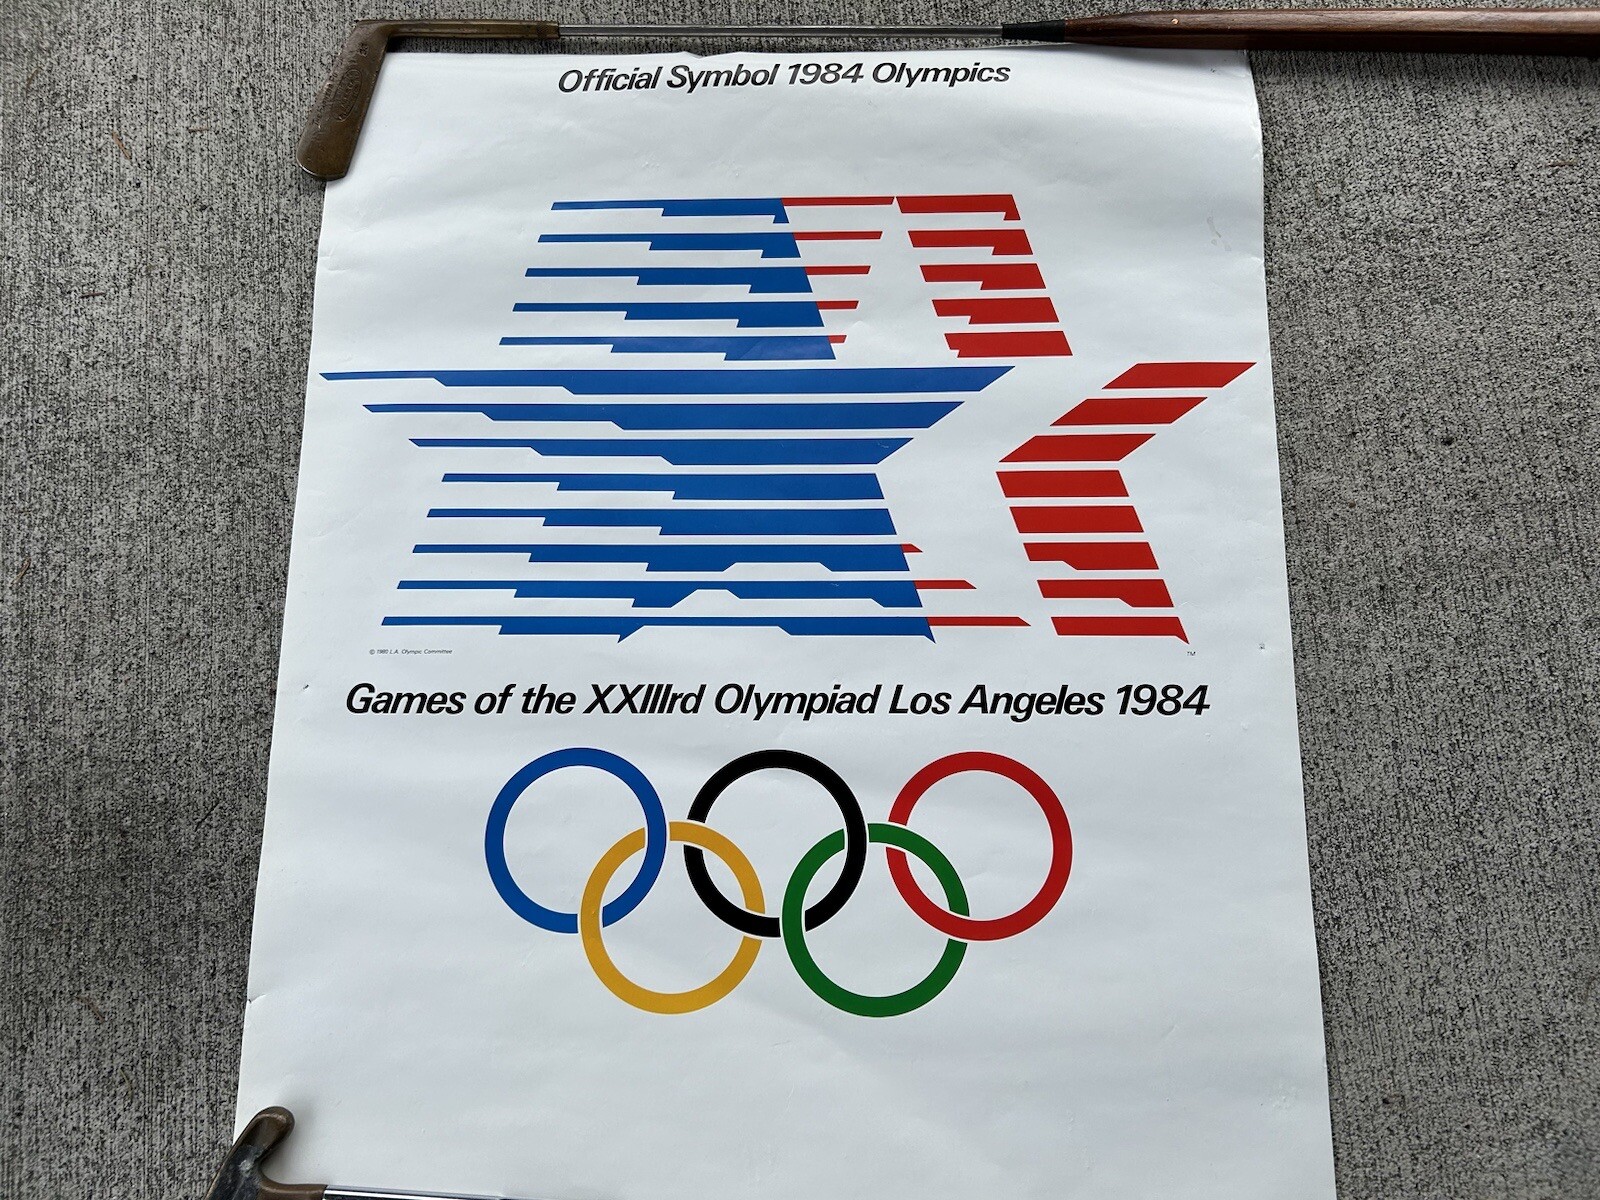 Official Symbol 1984 Olympics
© 1980 L.A. Olympic Committee
TM
Games of the XXIIIrd Olympiad Los Angeles 1984